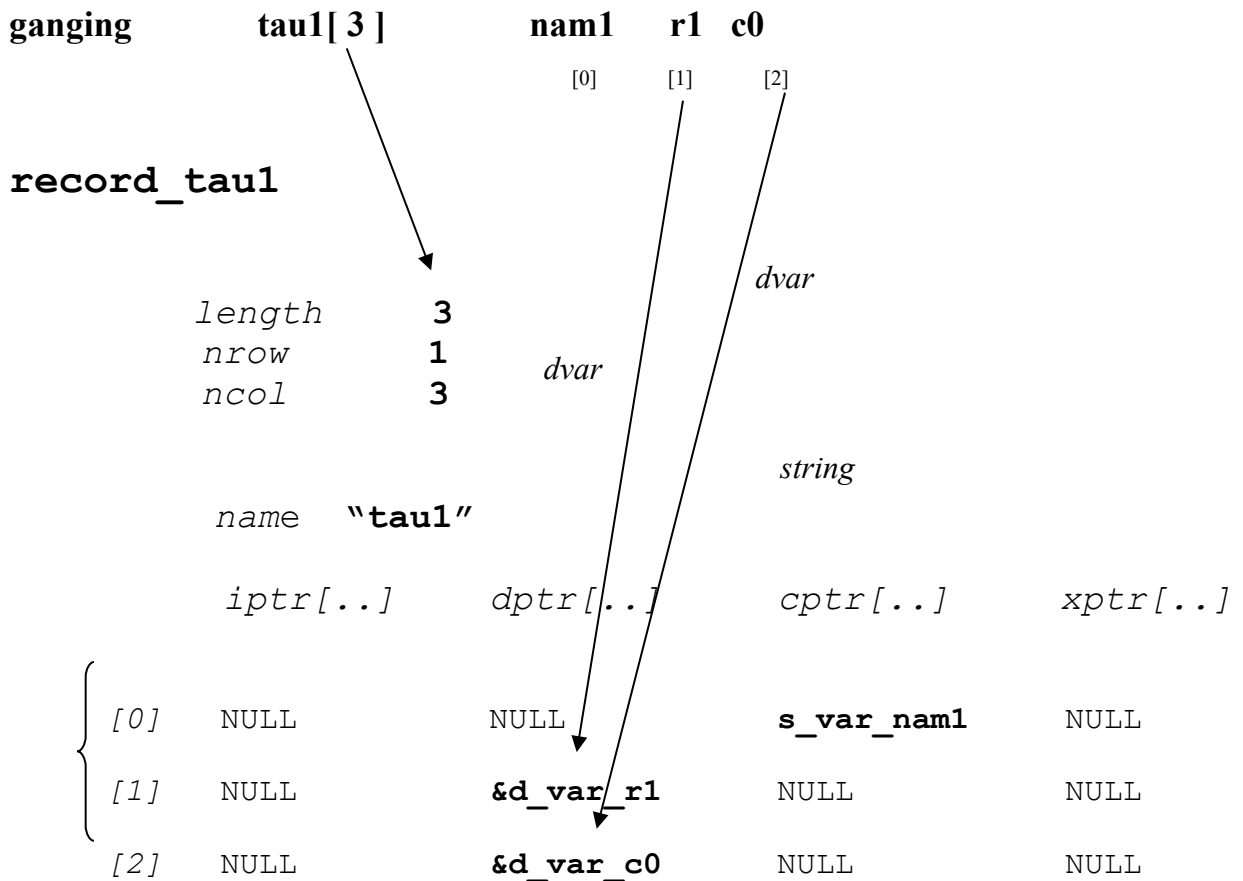 ganging tau1[ 3 ] nam1 r1 c0
[0] [1] [2]
record_tau1
dvar
length 3
nrow 1
dvar
ncol 3
string
name “tau1”
iptr[..] dptr[..] cptr[..] xptr[..]
[0] NULL NULL s_var_nam1 NULL
[1] NULL &d_var_r1 NULL NULL
[2] NULL &d_var_c0 NULL NULL